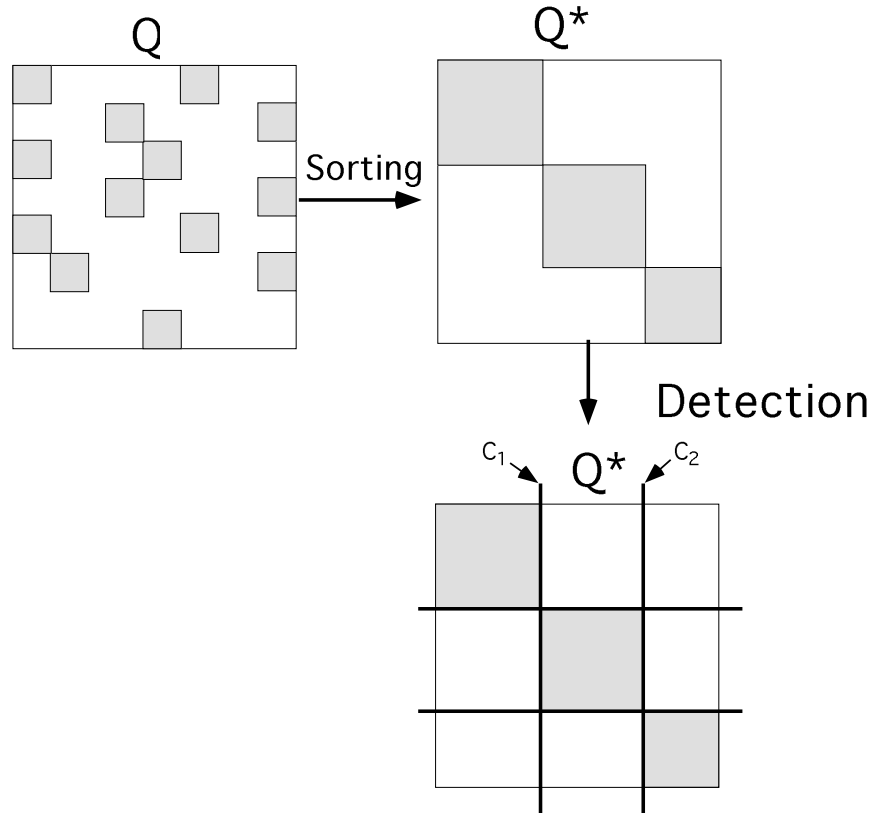 Q
Q*
Sorting
Detection
C₁
Q*
C₂